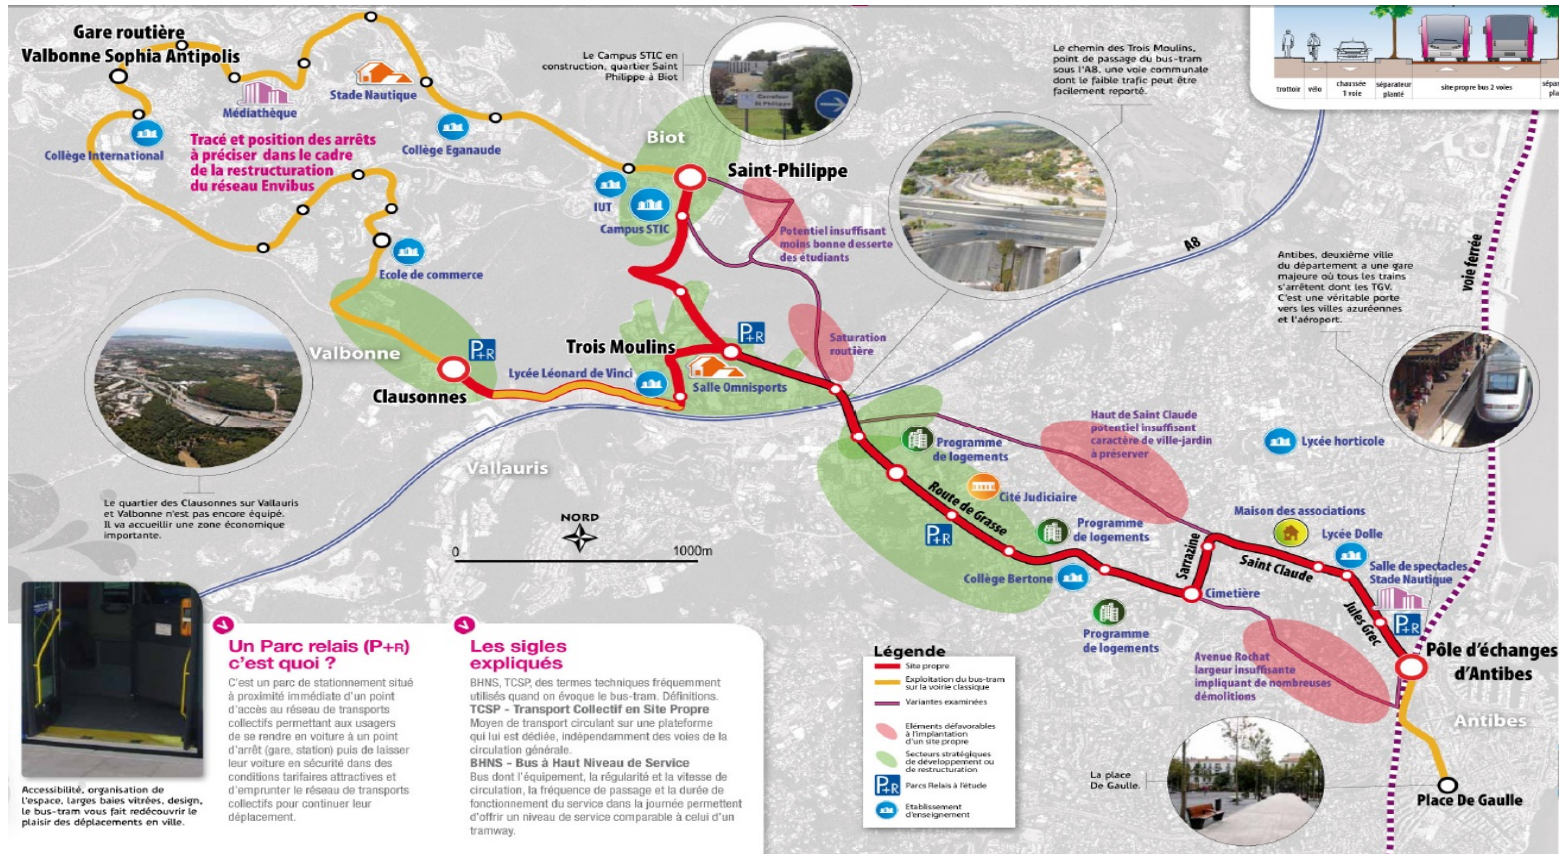 Gare routière
Valbonne Sophia Antipolis
Médiathèque
Stade Nautique
Collège International
Tracé et position des arrêts
à préciser dans le cadre
de la restructuration
du réseau Envibus
Collège Eganaude
Ecole de commerce
Le Campus STIC en
construction, quartier Saint
Philippe à Biot
Biot
Saint-Philippe
IUT
Campus STIC
Potentiel insuffisant
moins bonne desserte
des étudiants
Le chemin des Trois Moulins,
point de passage du bus-tram
sous l'A8, une voie communale
dont le faible trafic peut être
facilement reporté.
trottoir
vélo
chaussée
1 voie
séparateur
planté
site propre bus 2 voies
A8
voie ferrée
Antibes, deuxième ville
du département a une gare
majeure où tous les trains
s'arrêtent dont les TGV.
C'est une véritable porte
vers les villes azuréennes
et l'aéroport.
Valbonne
P+R
Clausonnes
Trois Moulins
P+R
Lycée Léonard de Vinci
Salle Omnisports
Saturation
routière
Vallauris
Le quartier des Clausonnes sur Vallauris
et Valbonne n'est pas encore équipé.
Il va accueillir une zone économique
importante.
NORD
0
1000m
Programme
de logements
Haut de Saint Claude
potentiel insuffisant
caractère de ville-jardin
à préserver
Lycée horticole
Cité Judiciaire
Route de Grasse
P+R
Programme
de logements
Maison des associations
Lycée Dolle
Collège Bertone
Sarrazine
Saint Claude
Salle de spectacles
Stade Nautique
Cimetière
Jules Grec
P+R
Programme
de logements
Pôle d'échanges
d'Antibes
Avenue Rochat
largeur insuffisante
impliquant de nombreuses
démolitions
Antibes
La place
De Gaulle.
Place De Gaulle
Accessibilité, organisation de
l'espace, larges baies vitrées, design,
le bus-tram vous fait redécouvrir le
plaisir des déplacements en ville.
Un Parc relais (P+R)
c'est quoi ?
C'est un parc de stationnement situé
à proximité immédiate d'un point
d'accès au réseau de transports
collectifs permettant aux usagers
de se rendre en voiture à un point
d'arrêt (gare, station) puis de laisser
leur voiture en sécurité dans des
conditions tarifaires attractives et
d'emprunter le réseau de transports
collectifs pour continuer leur
déplacement.
Les sigles
expliqués
BHNS, TCSP, des termes techniques fréquemment
utilisés quand on évoque le bus-tram. Définitions.
TCSP - Transport Collectif en Site Propre
Moyen de transport circulant sur une plateforme
qui lui est dédiée, indépendamment des voies de la
circulation générale.
BHNS - Bus à Haut Niveau de Service
Bus dont l'équipement, la régularité et la vitesse de
circulation, la fréquence de passage et la durée de
fonctionnement du service dans la journée permettent
d'offrir un niveau de service comparable à celui d'un
tramway.
Légende
Site propre
Exploitation du bus-tram
sur la voirie classique
Variantes examinées
Eléments défavorables
à l'implantation
d'un site propre
Secteurs stratégiques
de développement ou
de restructuration
P+R
Parcs Relais à l'étude
Etablissement
d'enseignement